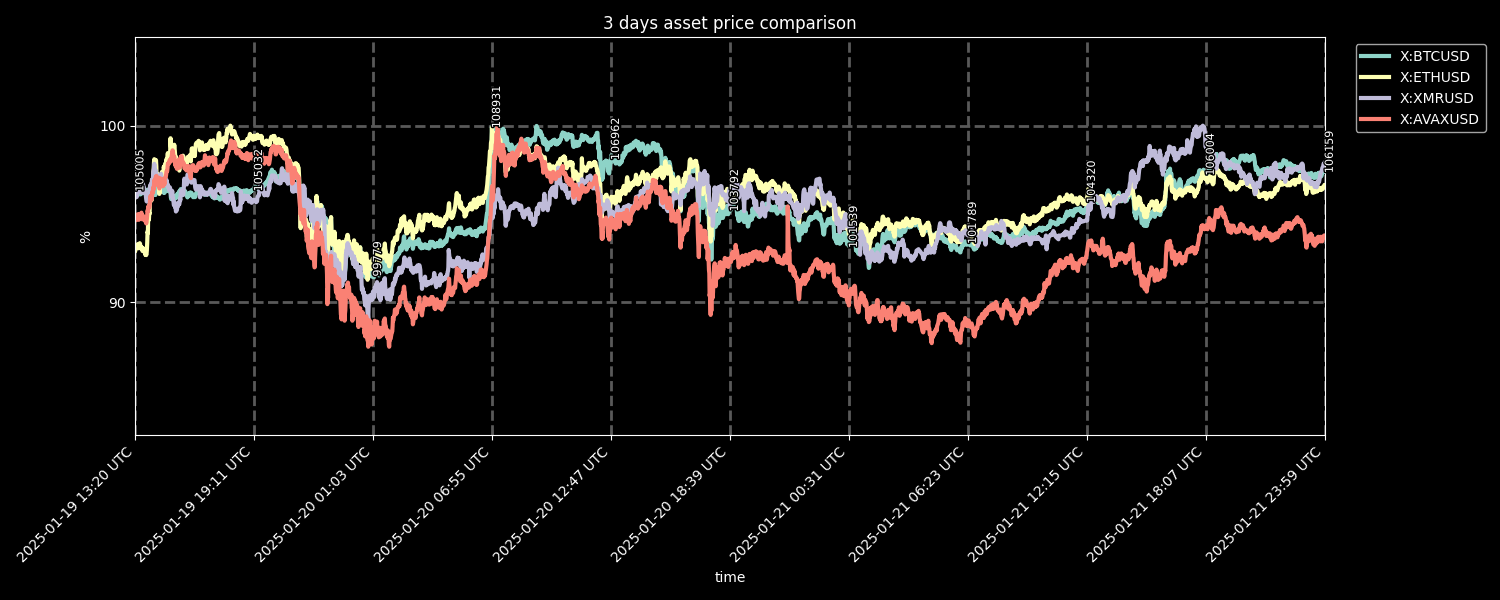 3 days asset price comparison
X:BTCUSD
X:ETHUSD
X:XMRUSD
X:AVAXUSD
%
100
90
105005
105032
99779
108931
106962
103792
101539
101789
104320
106004
106159
2025-01-19 13:20 UTC
2025-01-19 19:11 UTC
2025-01-20 01:03 UTC
2025-01-20 06:55 UTC
2025-01-20 12:47 UTC
2025-01-20 18:39 UTC
2025-01-21 00:31 UTC
2025-01-21 06:23 UTC
2025-01-21 12:15 UTC
2025-01-21 18:07 UTC
2025-01-21 23:59 UTC
time